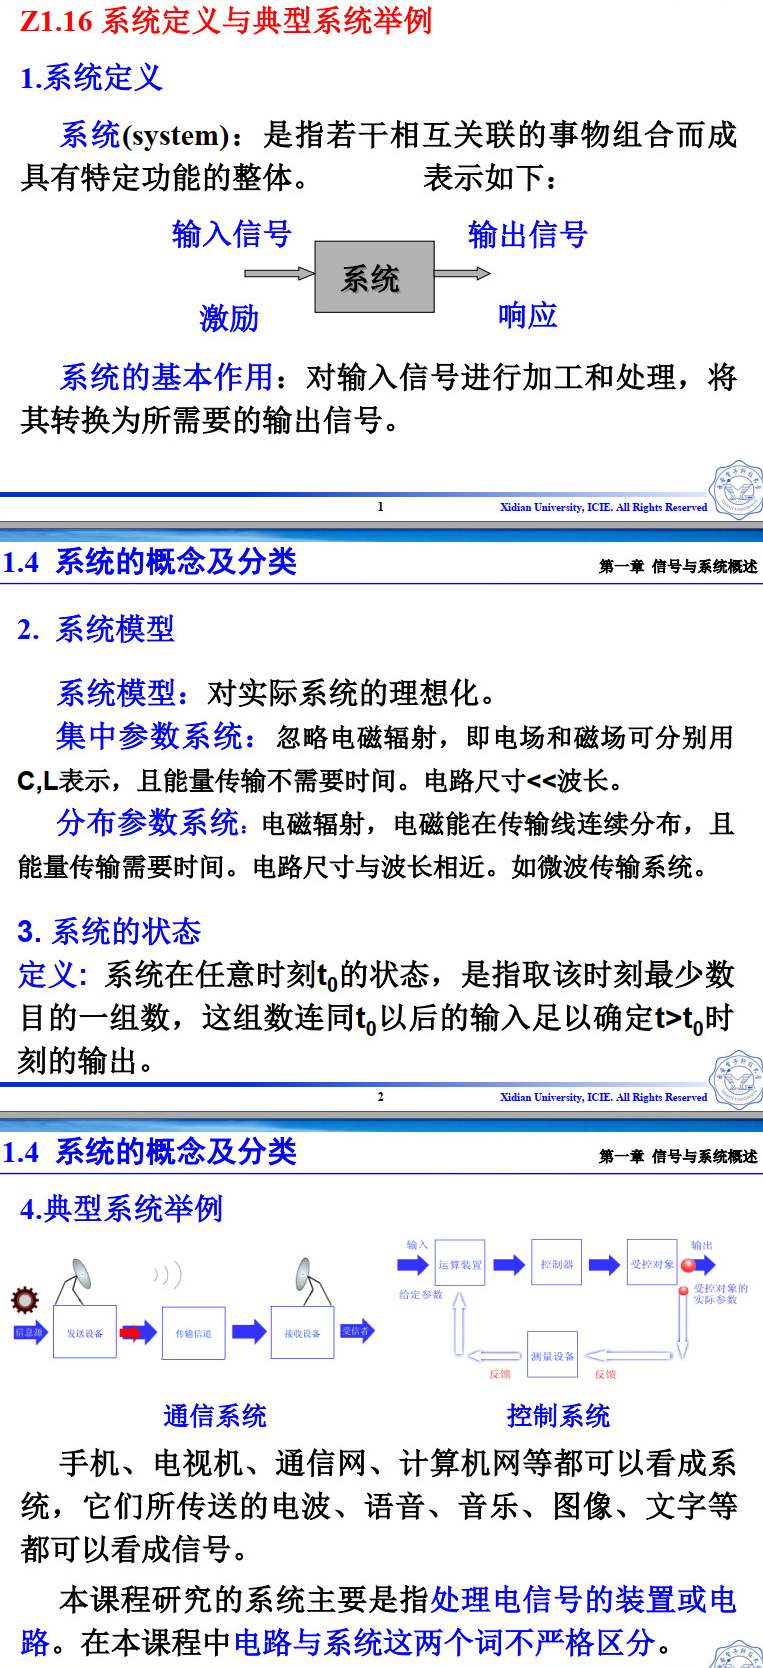 Z1.16 系统定义与典型系统举例
1.系统定义
系统(system)：是指若干相互关联的事物组合而成
具有特定功能的整体。 表示如下：
输入信号 输出信号
系统
激励 响应
系统的基本作用：对输入信号进行加工和处理，将
其转换为所需要的输出信号。
1 Xidian University, ICIE. All Rights Reserved
1.4 系统的概念及分类 第一章 信号与系统概述
2. 系统模型
系统模型：对实际系统的理想化。
集中参数系统：忽略电磁辐射，即电场和磁场可分别用
C,L表示，且能量传输不需要时间。电路尺寸<<波长。
分布参数系统：电磁辐射，电磁能在传输线连续分布，且
能量传输需要时间。电路尺寸与波长相近。如微波传输系统。
3. 系统的状态
定义：系统在任意时刻t0的状态，是指取该时刻最少数
目的一组数，这组数连同t0以后的输入足以确定t>t0时
刻的输出。
2 Xidian University, ICIE. All Rights Reserved
1.4 系统的概念及分类 第一章 信号与系统概述
4.典型系统举例
信息源 发送设备 传输信道 接收设备 受信者
通信系统
输入 输出
运算装置 控制器 受控对象
给定参数 受控对象的
实际参数
测量设备
反馈 反馈
控制系统
手机、电视机、通信网、计算机网等都可以看成系
统，它们所传送的电波、语音、音乐、图像、文字等
都可以看成信号。
本课程研究的系统主要是指处理电信号的装置或电
路。在本课程中电路与系统这两个词不严格区分。